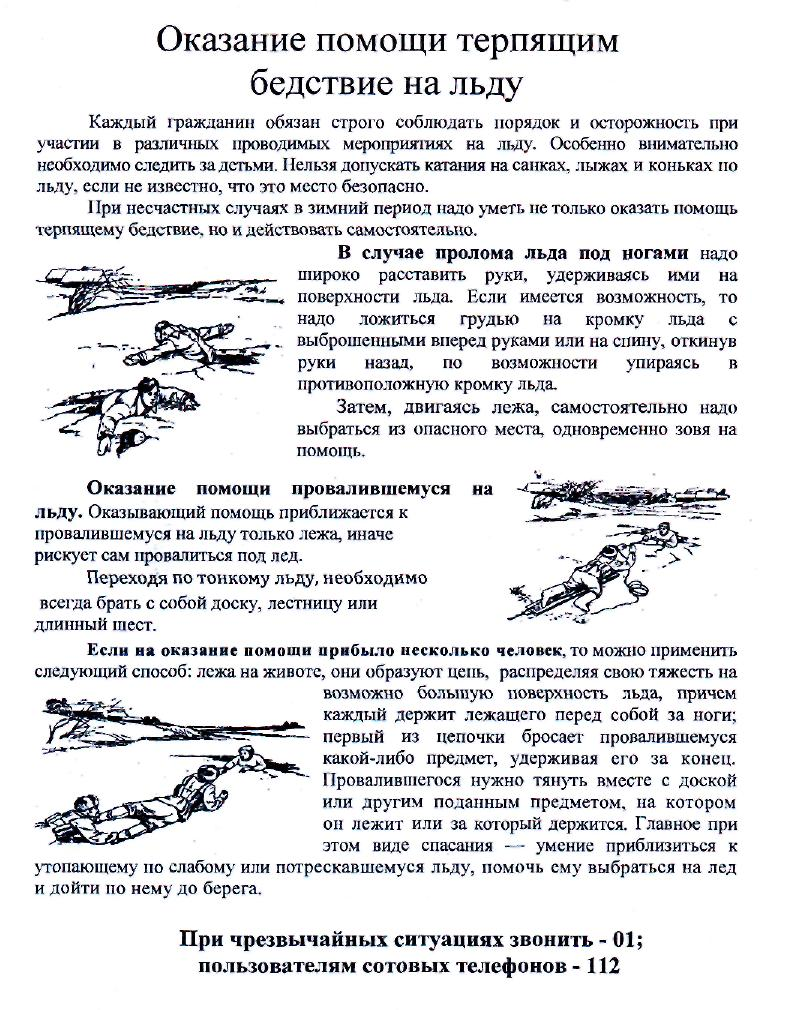 Оказание помощи терпящим
бедствие на льду
Каждый гражданин обязан строго соблюдать порядок и осторожность при
участии в различных проводимых мероприятиях на льду. Особенно внимательно
необходимо следить за детьми. Нельзя допускать катания на санках, лыжах и коньках по
льду, если не известно, что это место безопасно.
При несчастных случаях в зимний период надо уметь не только оказать помощь
терпящему бедствие, но и действовать самостоятельно.
В случае пролома льда под ногами надо
широко расставить руки, удерживаясь ими на
поверхности льда. Если имеется возможность, то
надо ложиться грудью на кромку льда с
выброшенными вперед руками или на спину, откинув
руки назад, по возможности упираясь в
противоположную кромку льда.
Затем, двигаясь лежа, самостоятельно надо
выбраться из опасного места, одновременно зовя на
помощь.
Оказание помощи провалившемуся на
льду. Оказывающий помощь приближается к
провалившемуся на льду только лежа, иначе
рискует сам провалиться под лед.
Переходя по тонкому льду, необходимо
всегда брать с собой доску, лестницу или
длинный шест.
Если на оказание помощи прибыло несколько человек, то можно применить
следующий способ: лежа на животе, они образуют цепь, распределяя свою тяжесть на
возможно большую поверхность льда, причем
каждый держит лежащего перед собой за ноги;
первый из цепочки бросает провалившемуся
какой-либо предмет, удерживая его за конец.
Провалившегося нужно тянуть вместе с доской
или другим поданным предметом, на котором
он лежит или за который держится. Главное при
этом виде спасания — умение приблизиться к
утопающему по слабому или потрескавшемуся льду, помочь ему выбраться на лед
и дойти по нему до берега.
При чрезвычайных ситуациях звонить - 01;
пользователям сотовых телефонов - 112